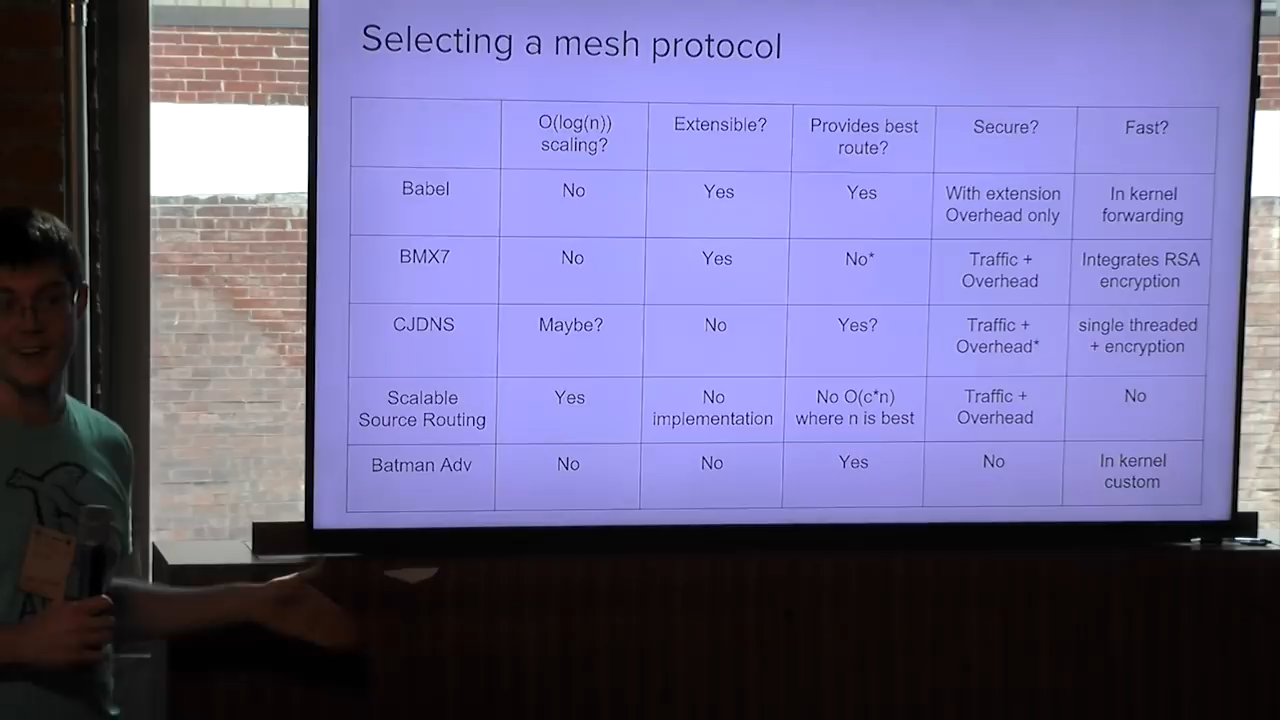 Selecting a mesh protocol
O(log(n))
scaling?
Extensible?
Provides best
route?
Secure?
Fast?
Babel
No
Yes
Yes
With extension
Overhead only
In kernel
forwarding
BMX7
No
Yes
No*
Traffic +
Overhead
Integrates RSA
encryption
CJDNS
Maybe?
No
Yes?
Traffic +
Overhead*
single threaded
+ encryption
Scalable
Source Routing
Yes
No
implementation
No O(c*n)
where n is best
Traffic +
Overhead
No
Batman Adv
No
No
Yes
No
In kernel
custom